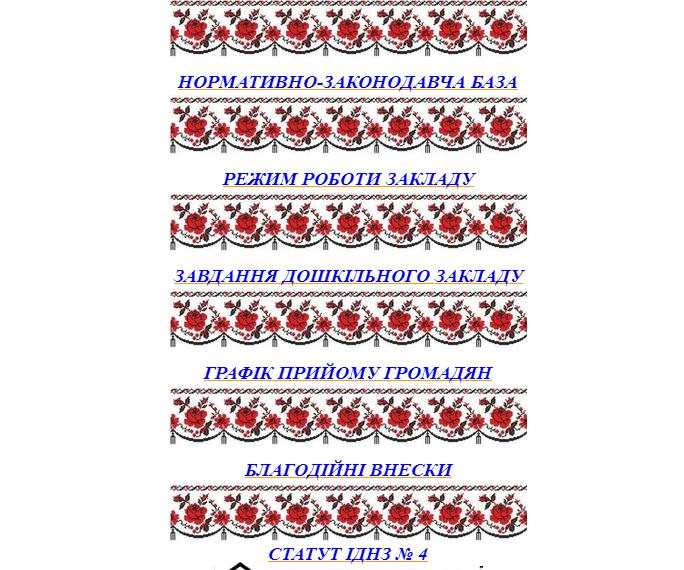 НОРМАТИВНО-ЗАКОНОДАВЧА БАЗА
РЕЖИМ РОБОТИ ЗАКЛАДУ
ЗАВДАННЯ ДОШКІЛЬНОГО ЗАКЛАДУ
ГРАФІК ПРИЙОМУ ГРОМАДЯН
БЛАГОДІЙНІ ВНЕСКИ
СТАТУТ ІДНЗ № 4